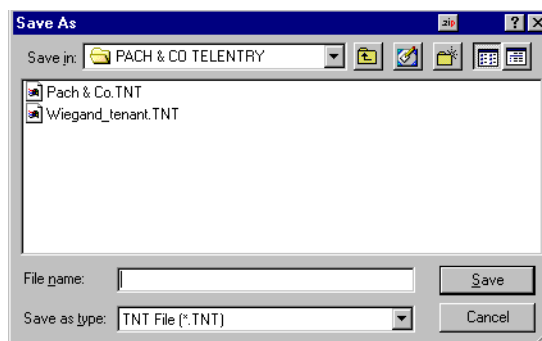 Save As
zip
Save in: PACH & CO TELENTRY
Pach & Co.TNT
Wiegand_tenant.TNT
File name:
Save
Save as type: TNT File (*.TNT)
Cancel